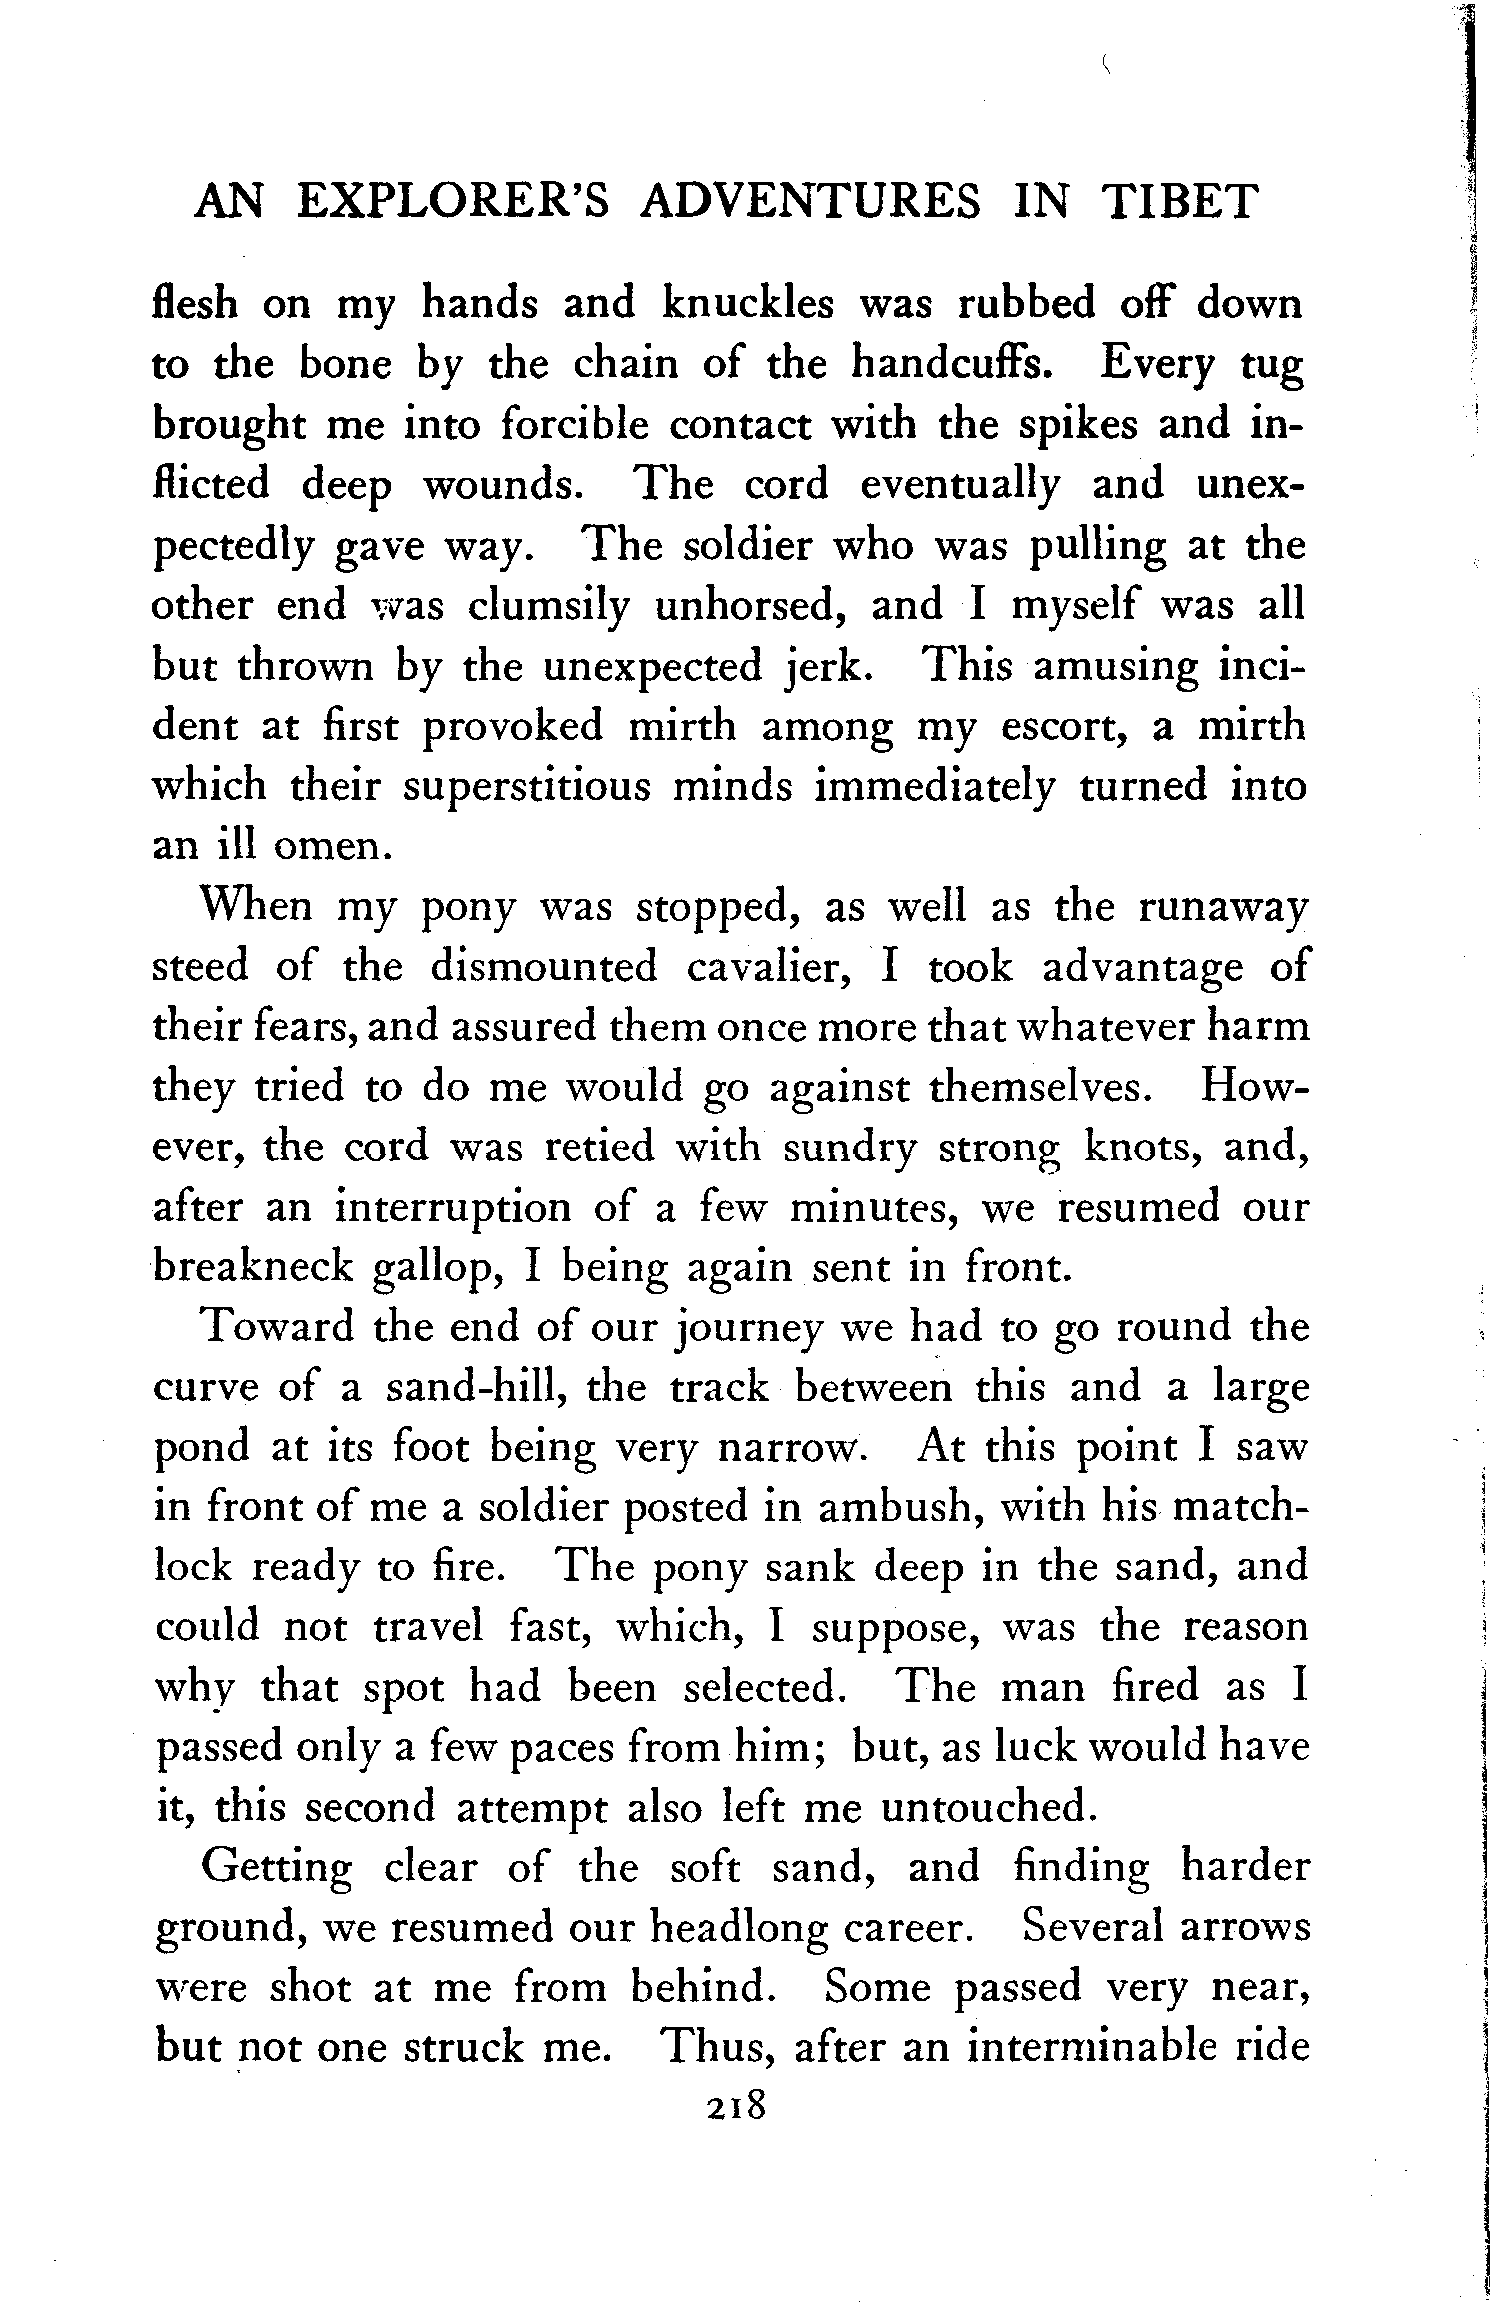 AN EXPLORER'S ADVENTURES IN TIBET
flesh on my hands and knuckles was rubbed off down
to the bone by the chain of the handcuffs. Every tug
brought me into forcible contact with the spikes and in-
flicted deep wounds. The cord eventually and unex-
pectedly gave way. The soldier who was pulling at the
other end was clumsily unhorsed, and I myself was all
but thrown by the unexpected jerk. This amusing inci-
dent at first provoked mirth among my escort, a mirth
which their superstitious minds immediately turned into
an ill omen.
When my pony was stopped, as well as the runaway
steed of the dismounted cavalier, I took advantage of
their fears, and assured them once more that whatever harm
they tried to do me would go against themselves. How-
ever, the cord was retied with sundry strong knots, and,
after an interruption of a few minutes, we resumed our
breakneck gallop, I being again sent in front.
Toward the end of our journey we had to go round the
curve of a sand-hill, the track between this and a large
pond at its foot being very narrow. At this point I saw
in front of me a soldier posted in ambush, with his match-
lock ready to fire. The pony sank deep in the sand, and
could not travel fast, which, I suppose, was the reason
why that spot had been selected. The man fired as I
passed only a few paces from him; but, as luck would have
it, this second attempt also left me untouched.
Getting clear of the soft sand, and finding harder
ground, we resumed our headlong career. Several arrows
were shot at me from behind. Some passed very near,
but not one struck me. Thus, after an interminable ride
218